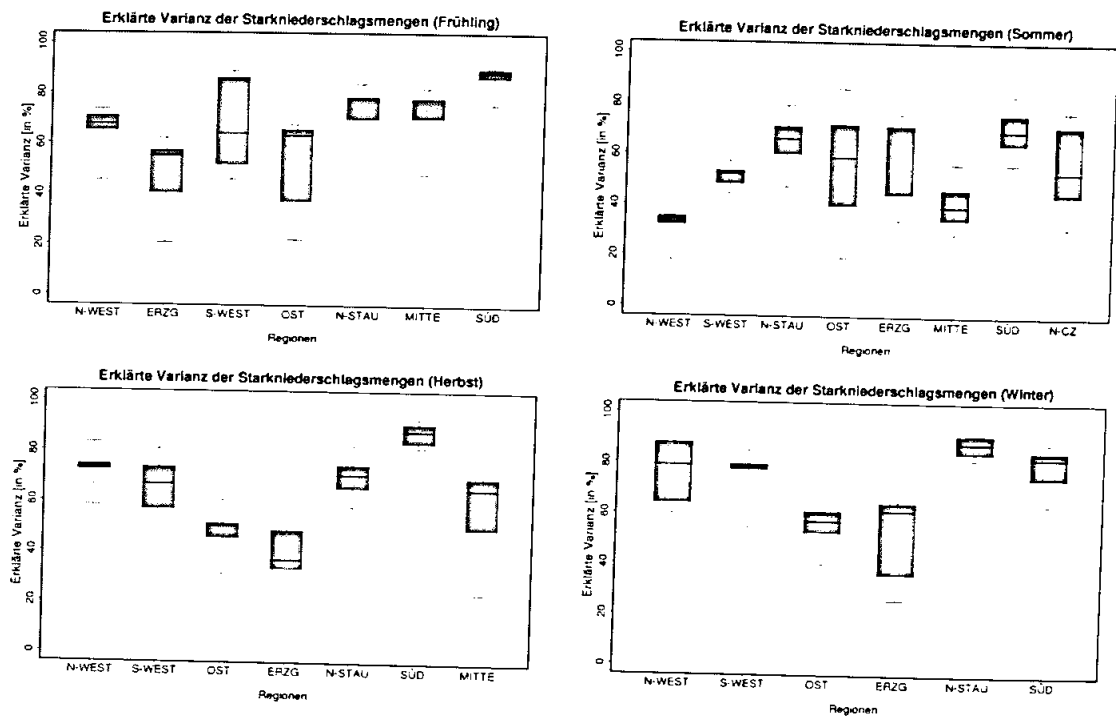 Erklärte Varianz der Starkniederschlagsmengen (Frühling)
Erklärte Varianz [in %]
100
80
60
40
20
0
N-WEST ERZG S-WEST OST N-STAU MITTE SÜD
Regionen
Erklärte Varianz der Starkniederschlagsmengen (Sommer)
Erklärte Varianz [in %]
100
80
60
40
20
0
N-WEST S-WEST N-STAU OST ERZG MITTE SÜD N-CZ
Regionen
Erklärte Varianz der Starkniederschlagsmengen (Herbst)
Erklärte Varianz [in %]
100
80
60
40
20
0
N-WEST S-WEST OST ERZG N-STAU SÜD MITTE
Regionen
Erklärte Varianz der Starkniederschlagsmengen (Winter)
Erklärte Varianz [in %]
100
80
60
40
20
0
N-WEST S-WEST OST ERZG N-STAU SÜD
Regionen